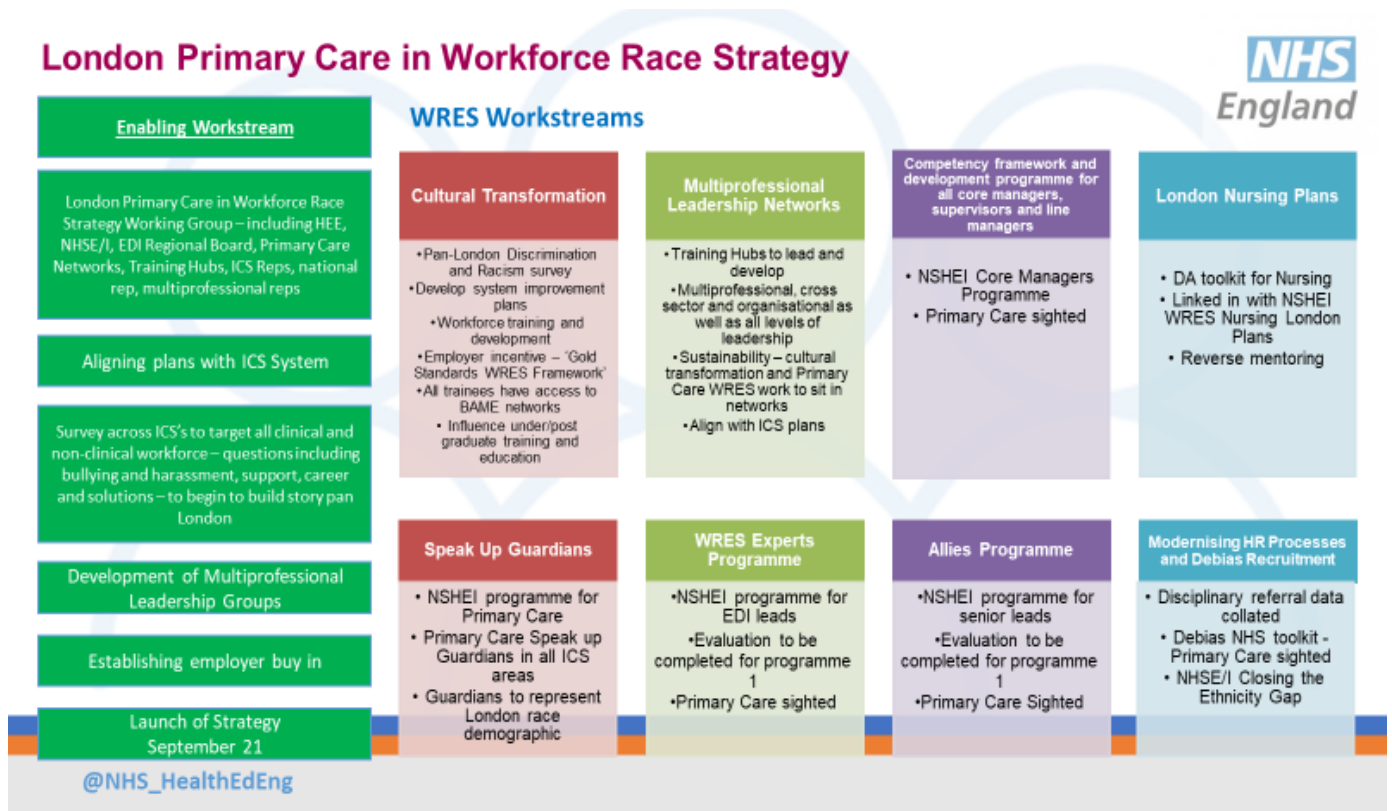 London Primary Care in Workforce Race Strategy
NHS
England
Enabling Workstream
London Primary Care in Workforce Race
Strategy Working Group – including HEE,
NHSE/I, EDI Regional Board, Primary Care
Networks, Training Hubs, ICS Reps, national
rep, multiprofessional reps
Aligning plans with ICS System
Survey across ICS's to target all clinical and
non-clinical workforce – questions including
bullying and harassment, support, career
and solutions – to begin to build story pan
London
Development of Multiprofessional
Leadership Groups
Establishing employer buy in
Launch of Strategy
September 21
WRES Workstreams
Cultural Transformation
•Pan-London Discrimination
and Racism survey
•Develop system improvement
plans
•Workforce training and
development
•Employer incentive – 'Gold
Standards WRES Framework'
•All trainees have access to
BAME networks
• Influence under/post
graduate training and
education
Multiprofessional
Leadership Networks
•Training Hubs to lead and
develop
•Multiprofessional, cross
sector and organisational as
well as all levels of
leadership
•Sustainability – cultural
transformation and Primary
Care WRES work to sit in
networks
•Align with ICS plans
Competency framework and
development programme for
all core managers,
supervisors and line
managers
• NSHEI Core Managers
Programme
• Primary Care sighted
London Nursing Plans
• DA toolkit for Nursing
• Linked in with NSHEI
WRES Nursing London
Plans
• Reverse mentoring
Speak Up Guardians
• NSHEI programme for
Primary Care
• Primary Care Speak up
Guardians in all ICS
areas
• Guardians to represent
London race
demographic
WRES Experts
Programme
•NSHEI programme for
EDI leads
•Evaluation to be
completed for programme
1
•Primary Care sighted
Allies Programme
•NSHEI programme for
senior leads
•Evaluation to be
completed for programme
1
•Primary Care Sighted
Modernising HR Processes
and Debias Recruitment
• Disciplinary referral data
collated
• Debias NHS toolkit -
Primary Care sighted
• NHSE/I Closing the
Ethnicity Gap
@NHS_HealthEdEng